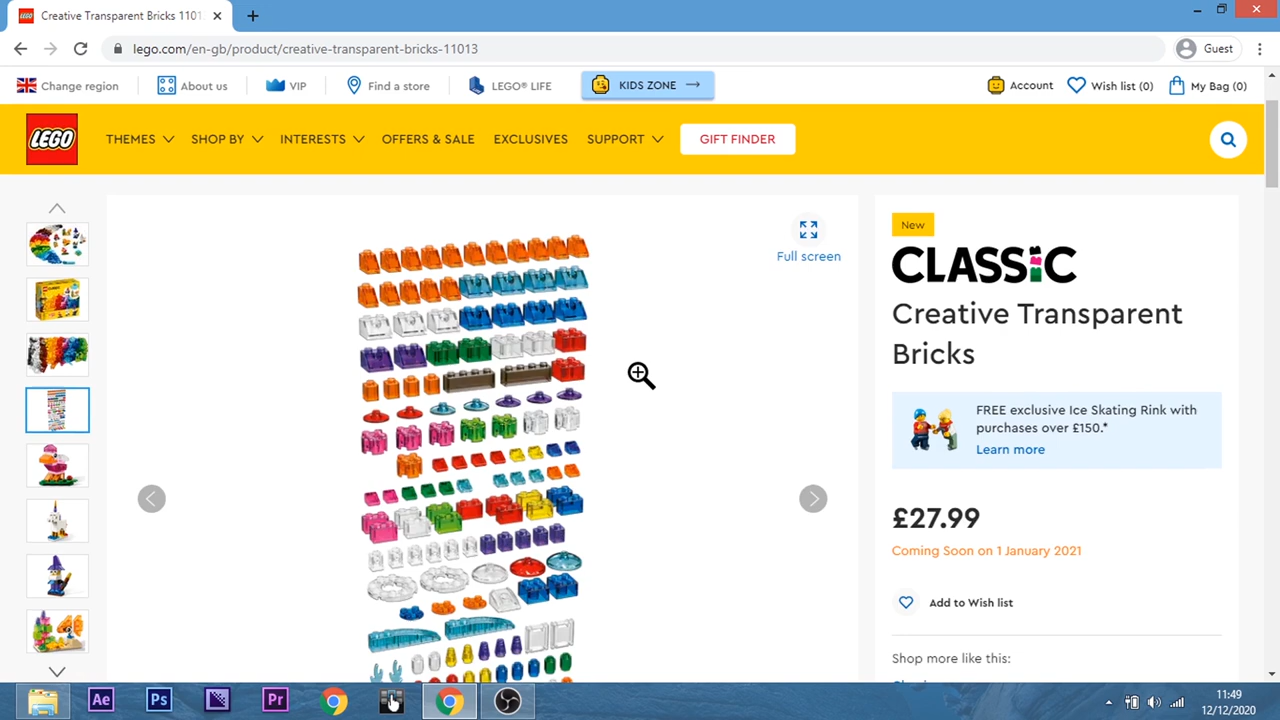 Creative Transparent Bricks 1101
lego.com/en-gb/product/creative-transparent-bricks-11013
Guest
Change region
About us
VIP
Find a store
LEGO® LIFE
KIDS ZONE →
Account
Wish list (0)
My Bag (0)
LEGO
THEMES
SHOP BY
INTERESTS
OFFERS & SALE
EXCLUSIVES
SUPPORT
GIFT FINDER
Full screen
New
CLASSIC
Creative Transparent
Bricks
FREE exclusive Ice Skating Rink with
purchases over £150.*
Learn more
£27.99
Coming Soon on 1 January 2021
Add to Wish list
Shop more like this:
Ae
Ps
Pr
11:49
12/12/2020